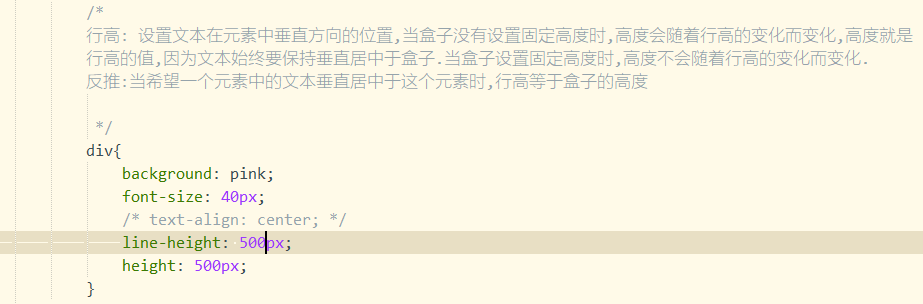 /*
行高: 设置文本在元素中垂直方向的位置,当盒子没有设置固定高度时,高度会随着行高的变化而变化,高度就是
行高的值,因为文本始终要保持垂直居中于盒子.当盒子设置固定高度时,高度不会随着行高的变化而变化.
反推:当希望一个元素中的文本垂直居中于这个元素时,行高等于盒子的高度
*/
div{
background: pink;
font-size: 40px;
/* text-align: center; */
line-height: 500px;
height: 500px;
}